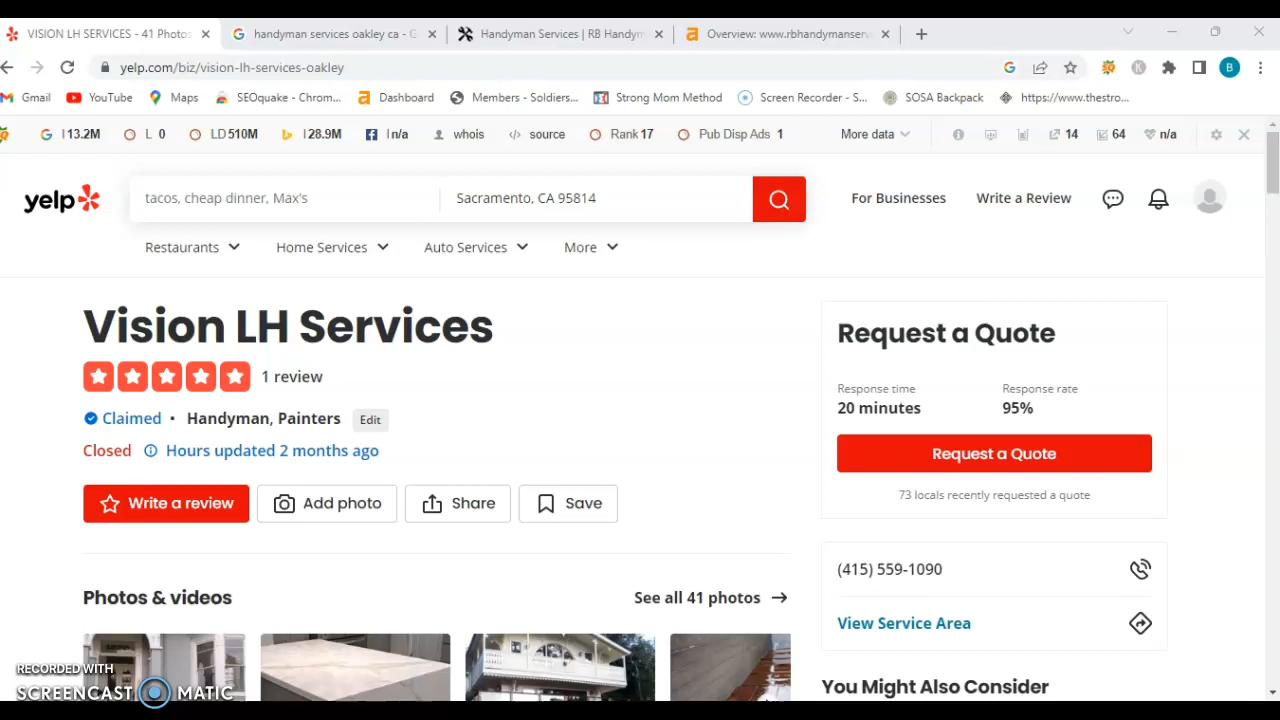 VISION LH SERVICES - 41 Photos
handyman services oakley ca - G
Handyman Services | RB Handym
Overview: www.rbhandymanserv
yelp.com/biz/vision-lh-services-oakley
B
Gmail
YouTube
Maps
SEOquake - Chrom...
Dashboard
Members - Soldiers...
Strong Mom Method
Screen Recorder - S...
SOSA Backpack
https://www.thestro...
I 13.2M
L 0
LD 510M
I 28.9M
I n/a
whois
source
Rank 17
Pub Disp Ads 1
More data
14
64
n/a
yelp
tacos, cheap dinner, Max's
Sacramento, CA 95814
For Businesses
Write a Review
Restaurants
Home Services
Auto Services
More
Vision LH Services
1 review
Claimed • Handyman, Painters Edit
Closed Hours updated 2 months ago
Write a review
Add photo
Share
Save
Photos & videos
See all 41 photos
Request a Quote
Response time
Response rate
20 minutes
95%
Request a Quote
73 locals recently requested a quote
(415) 559-1090
View Service Area
You Might Also Consider
RECORDED WITH
SCREENCAST MATIC